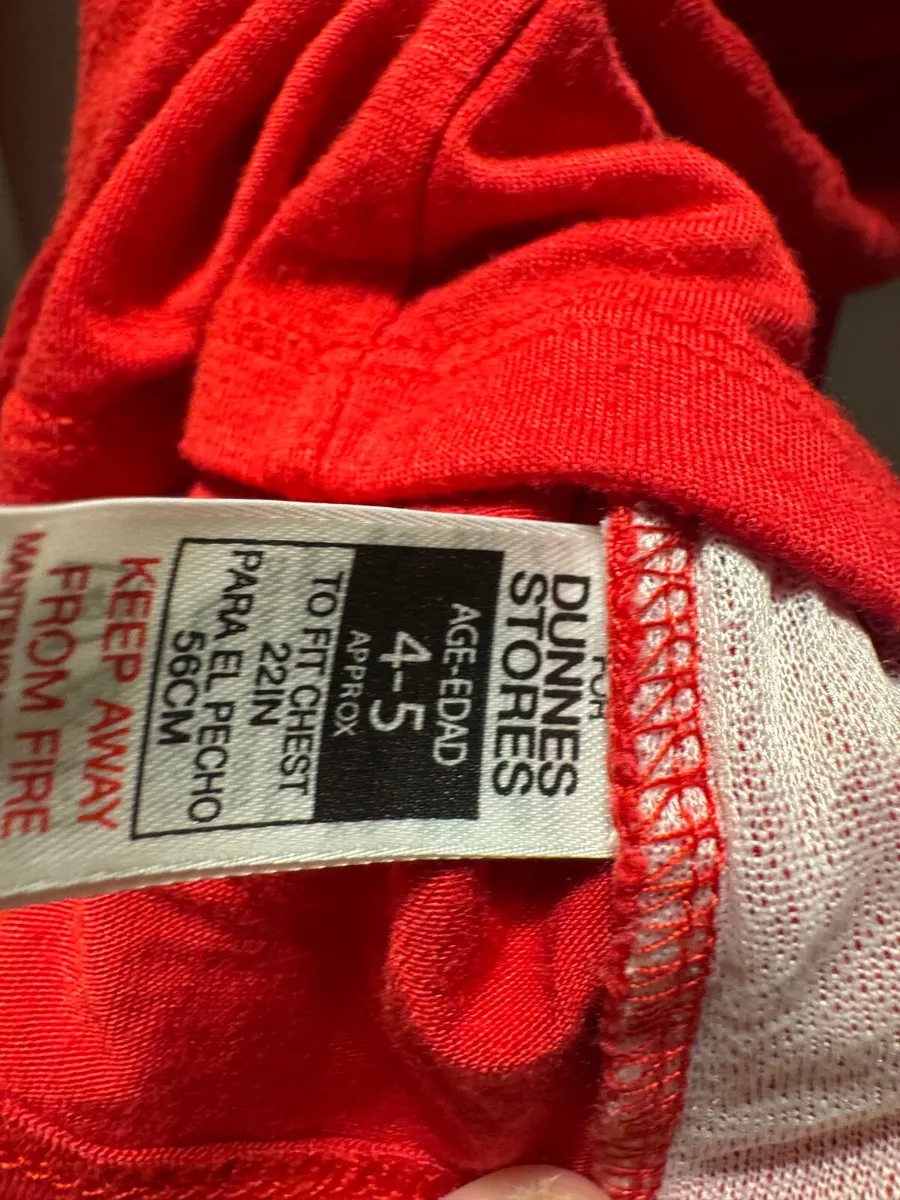 FOR
DUNNES
STORES
AGE-EDAD
4-5
APPROX
TO FIT CHEST
22IN
PARA EL PECHO
56CM
KEEP AWAY
FROM FIRE